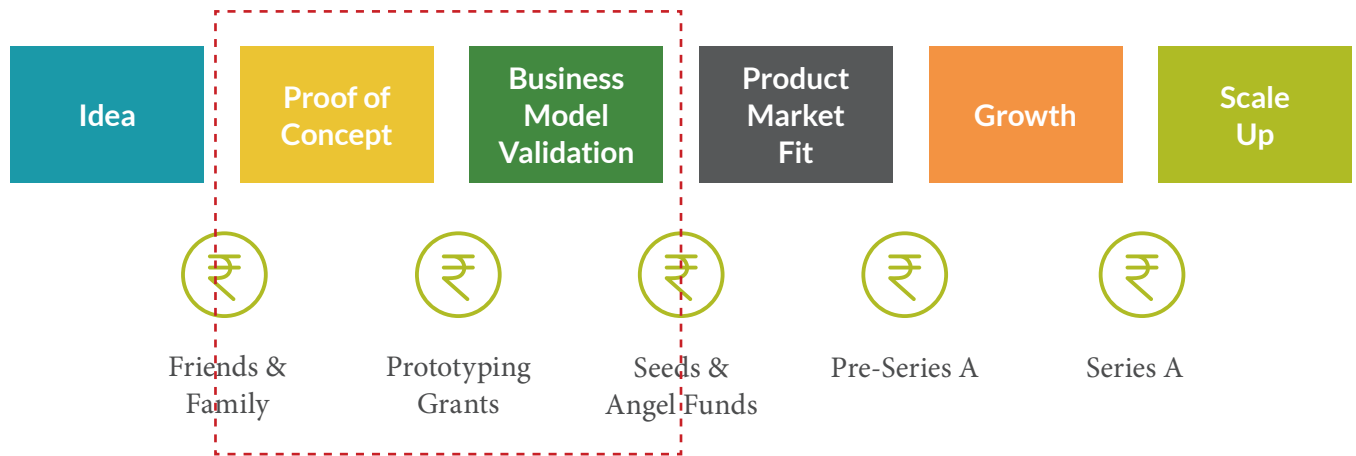 Idea
Proof of
Concept
Business
Model
Validation
Product
Market
Fit
Growth
Scale
Up
₹
₹
₹
₹
₹
Friends &
Family
Prototyping
Grants
Seeds &
Angel Funds
Pre-Series A
Series A